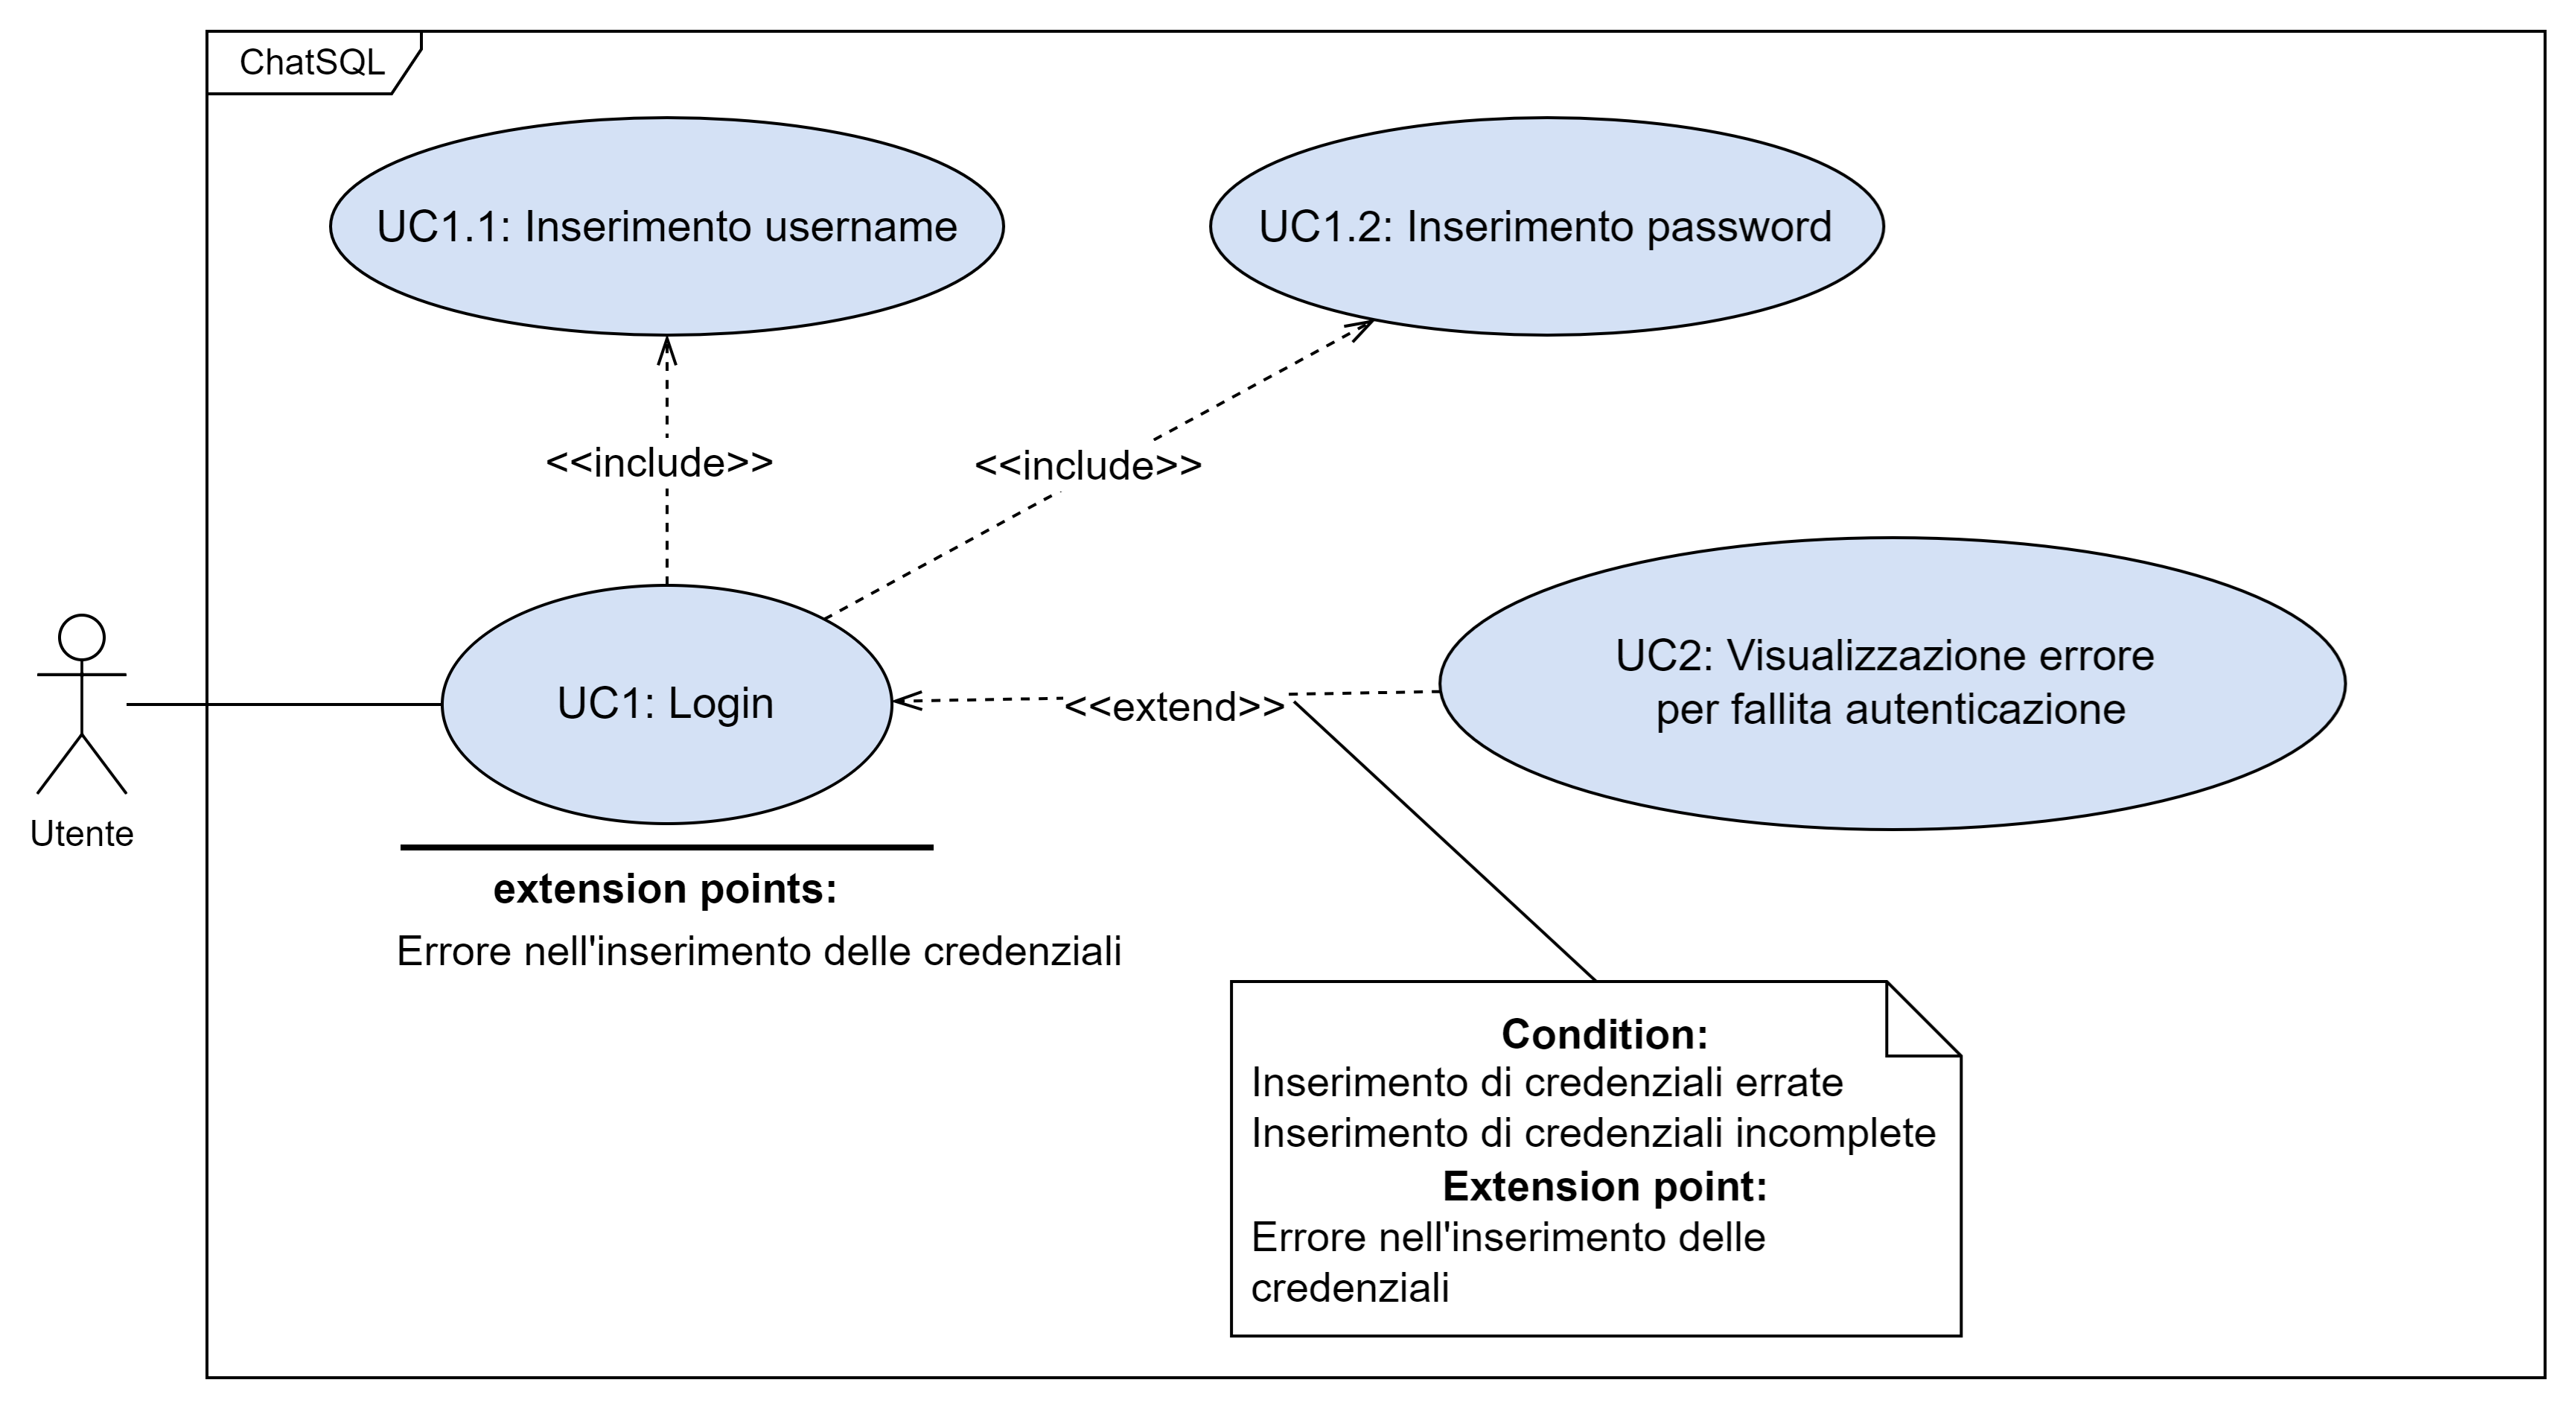 ChatSQL
UC1.1: Inserimento username
UC1.2: Inserimento password
<<include>>
<<include>>
UC2: Visualizzazione errore
per fallita autenticazione
UC1: Login
<<extend>>
Utente
extension points:
Errore nell'inserimento delle credenziali
Condition:
Inserimento di credenziali errate
Inserimento di credenziali incomplete
Extension point:
Errore nell'inserimento delle
credenziali